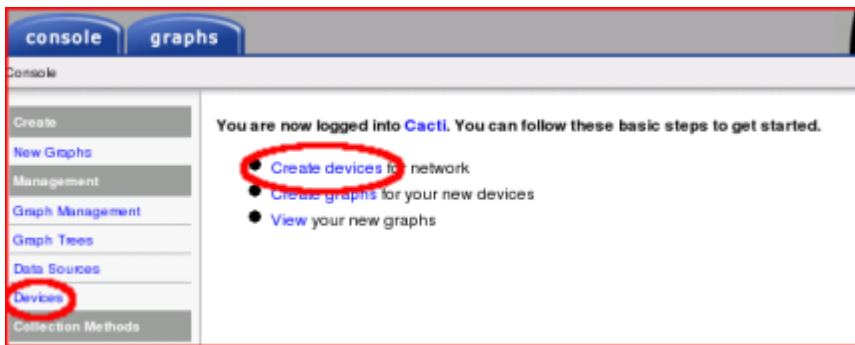 console graphs
Console
Create
New Graphs
Management
Graph Management
Graph Trees
Data Sources
Devices
Collection Methods
You are now logged into Cacti. You can follow these basic steps to get started.
Create devices for network
Create graphs for your new devices
View your new graphs